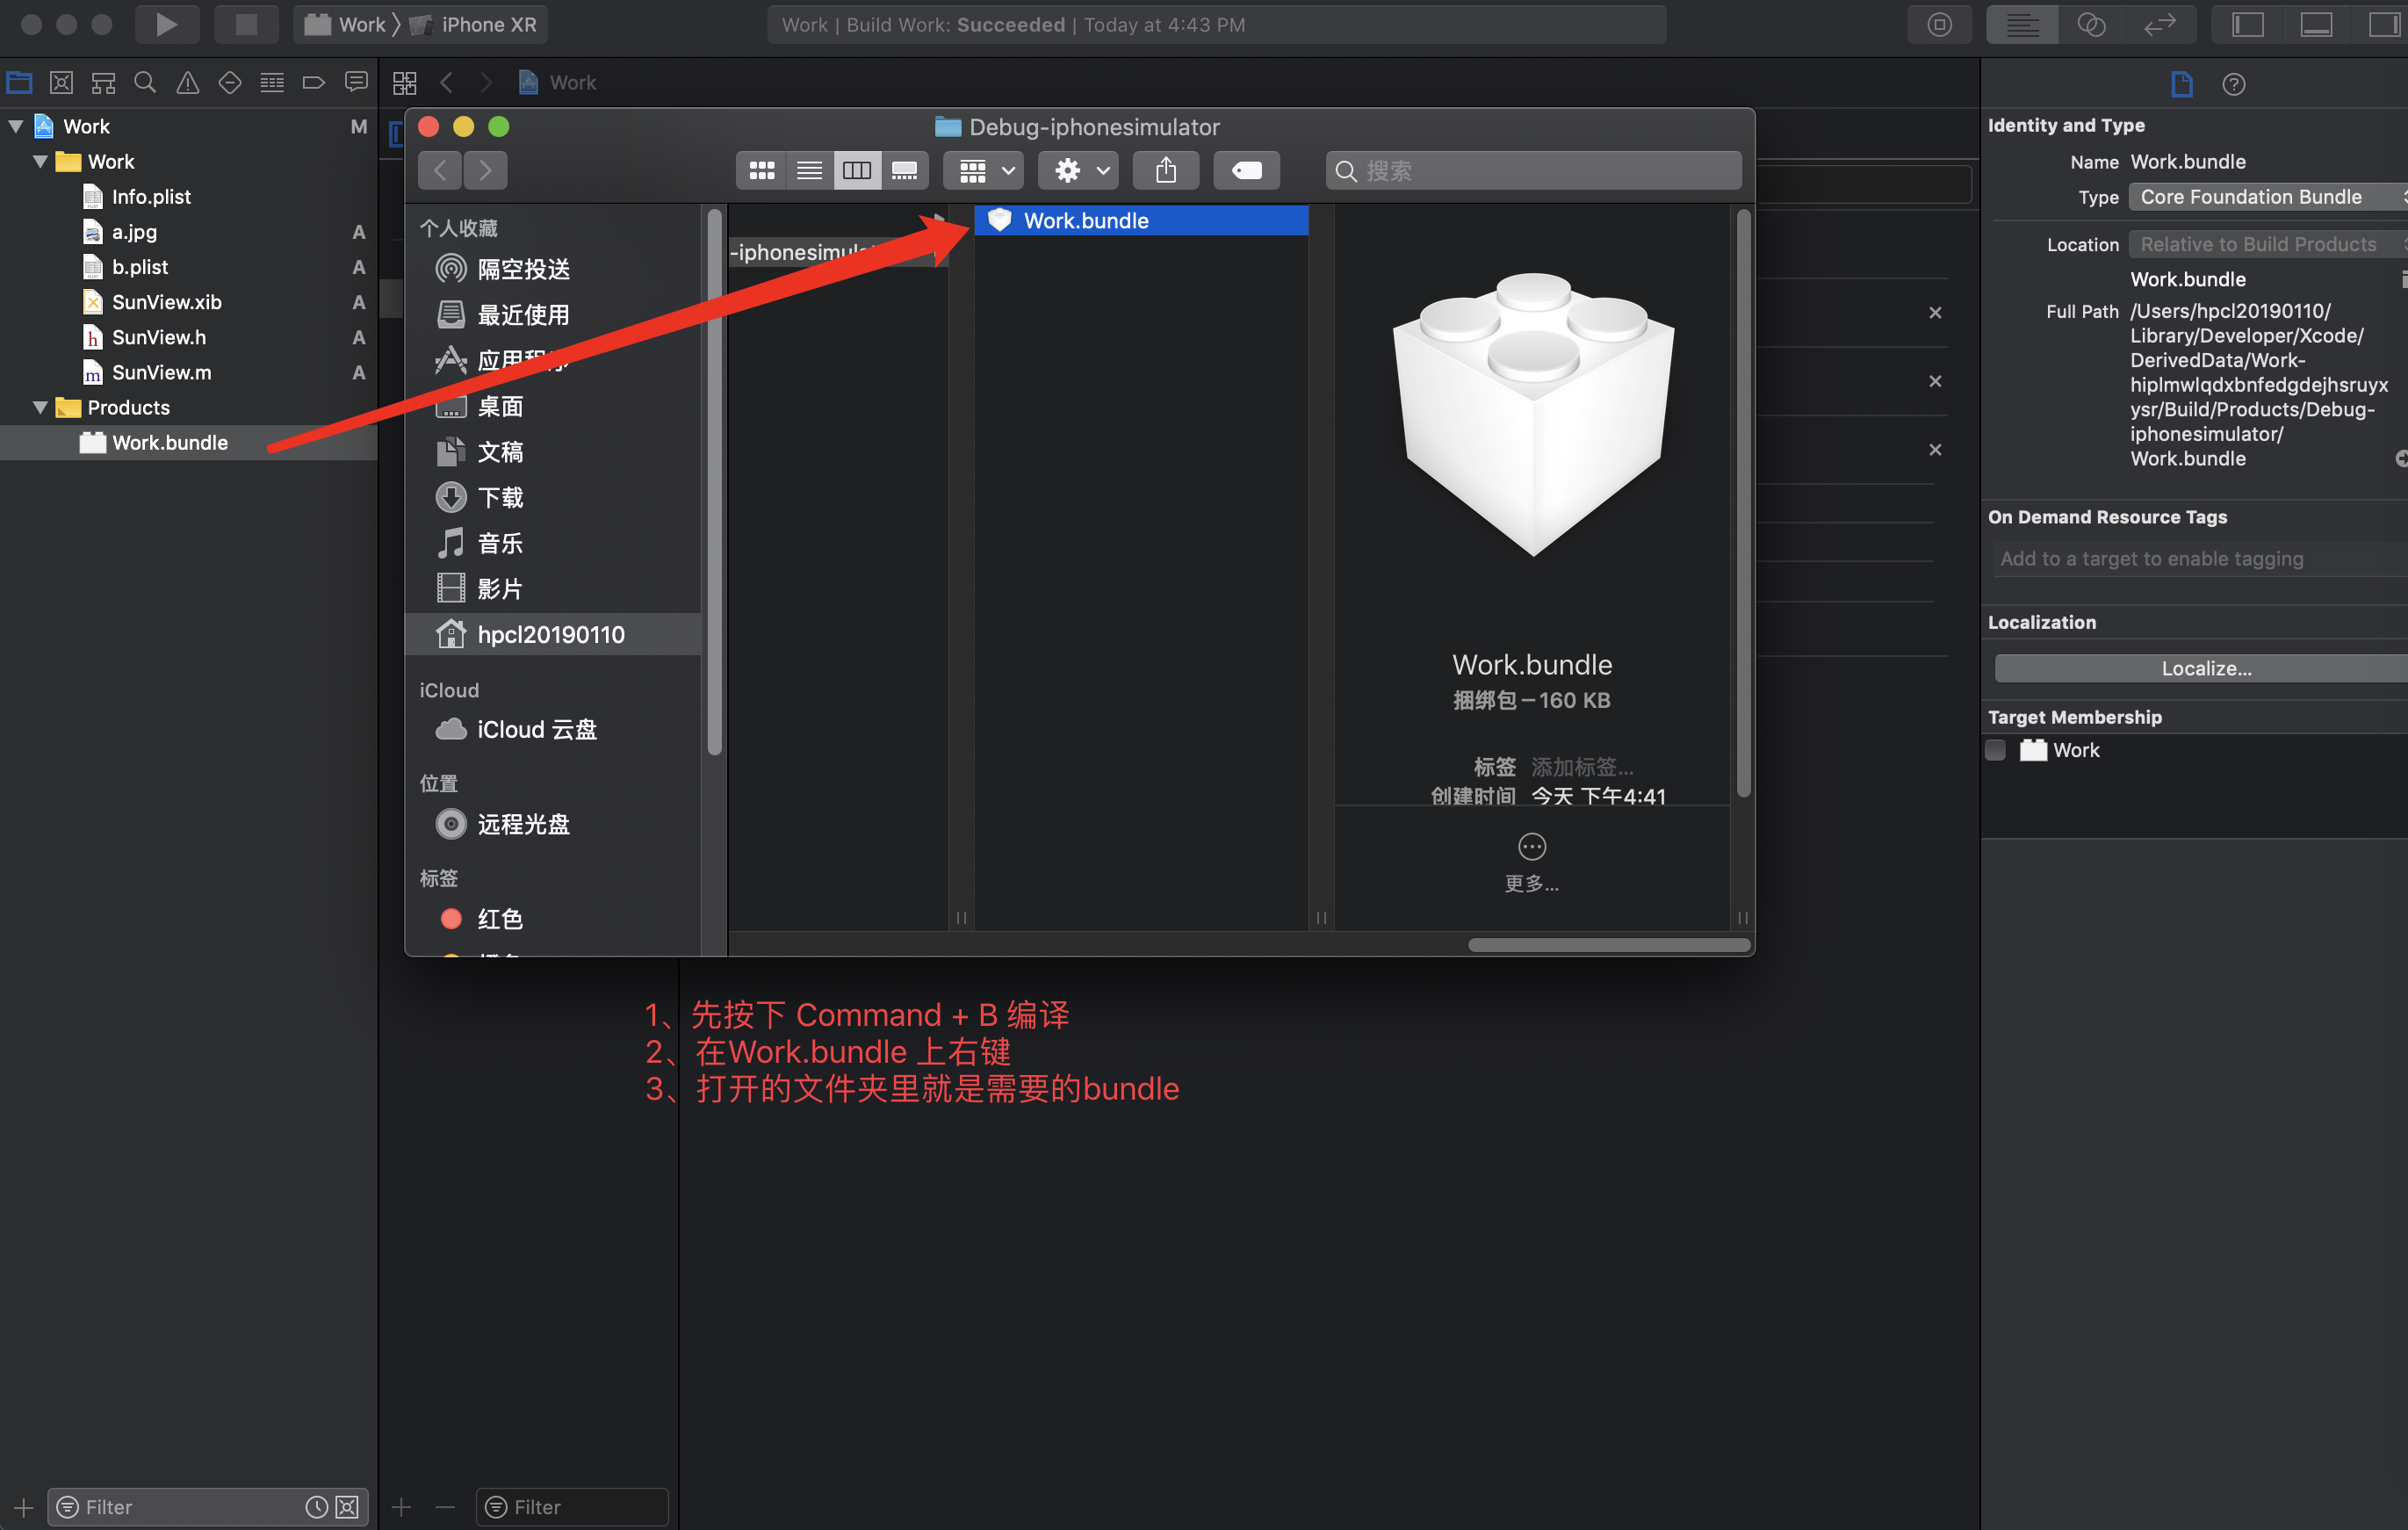 Work
iPhone XR
Work | Build Work: Succeeded | Today at 4:43 PM
Work
Work M
Work
Info.plist
a.jpg A
b.plist A
SunView.xib A
SunView.h A
SunView.m A
Products
Work.bundle
Filter
Filter
Debug-iphonesimulator
搜索
个人收藏
隔空投送
最近使用
应用程序
桌面
文稿
下载
音乐
影片
hpcl20190110
iCloud
iCloud 云盘
位置
远程光盘
标签
红色
-iphonesimul
Work.bundle
Work.bundle
捆绑包 – 160 KB
标签 添加标签...
创建时间 今天 下午4:41
更多...
1、先按下 Command + B 编译
2、在Work.bundle 上右键
3、打开的文件夹里就是需要的bundle
Identity and Type
Name Work.bundle
Type Core Foundation Bundle
Location Relative to Build Products
Work.bundle
Full Path /Users/hpcl20190110/
Library/Developer/Xcode/
DerivedData/Work-
hiplmwlqdxbnfedgdejhsruyx
ysr/Build/Products/Debug-
iphonesimulator/
Work.bundle
On Demand Resource Tags
Add to a target to enable tagging
Localization
Localize...
Target Membership
Work